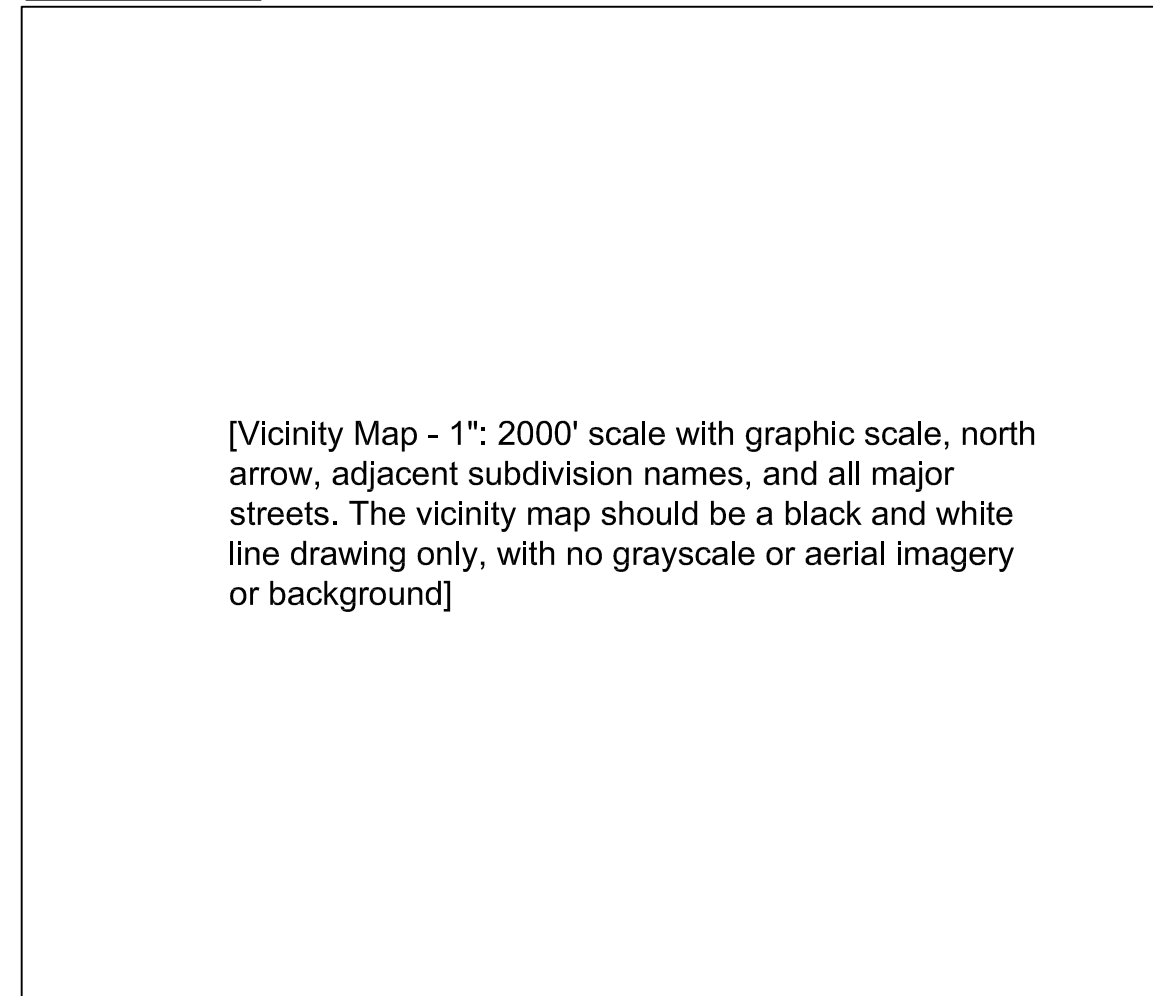 [Vicinity Map - 1": 2000' scale with graphic scale, north
arrow, adjacent subdivision names, and all major
streets. The vicinity map should be a black and white
line drawing only, with no grayscale or aerial imagery
or background]